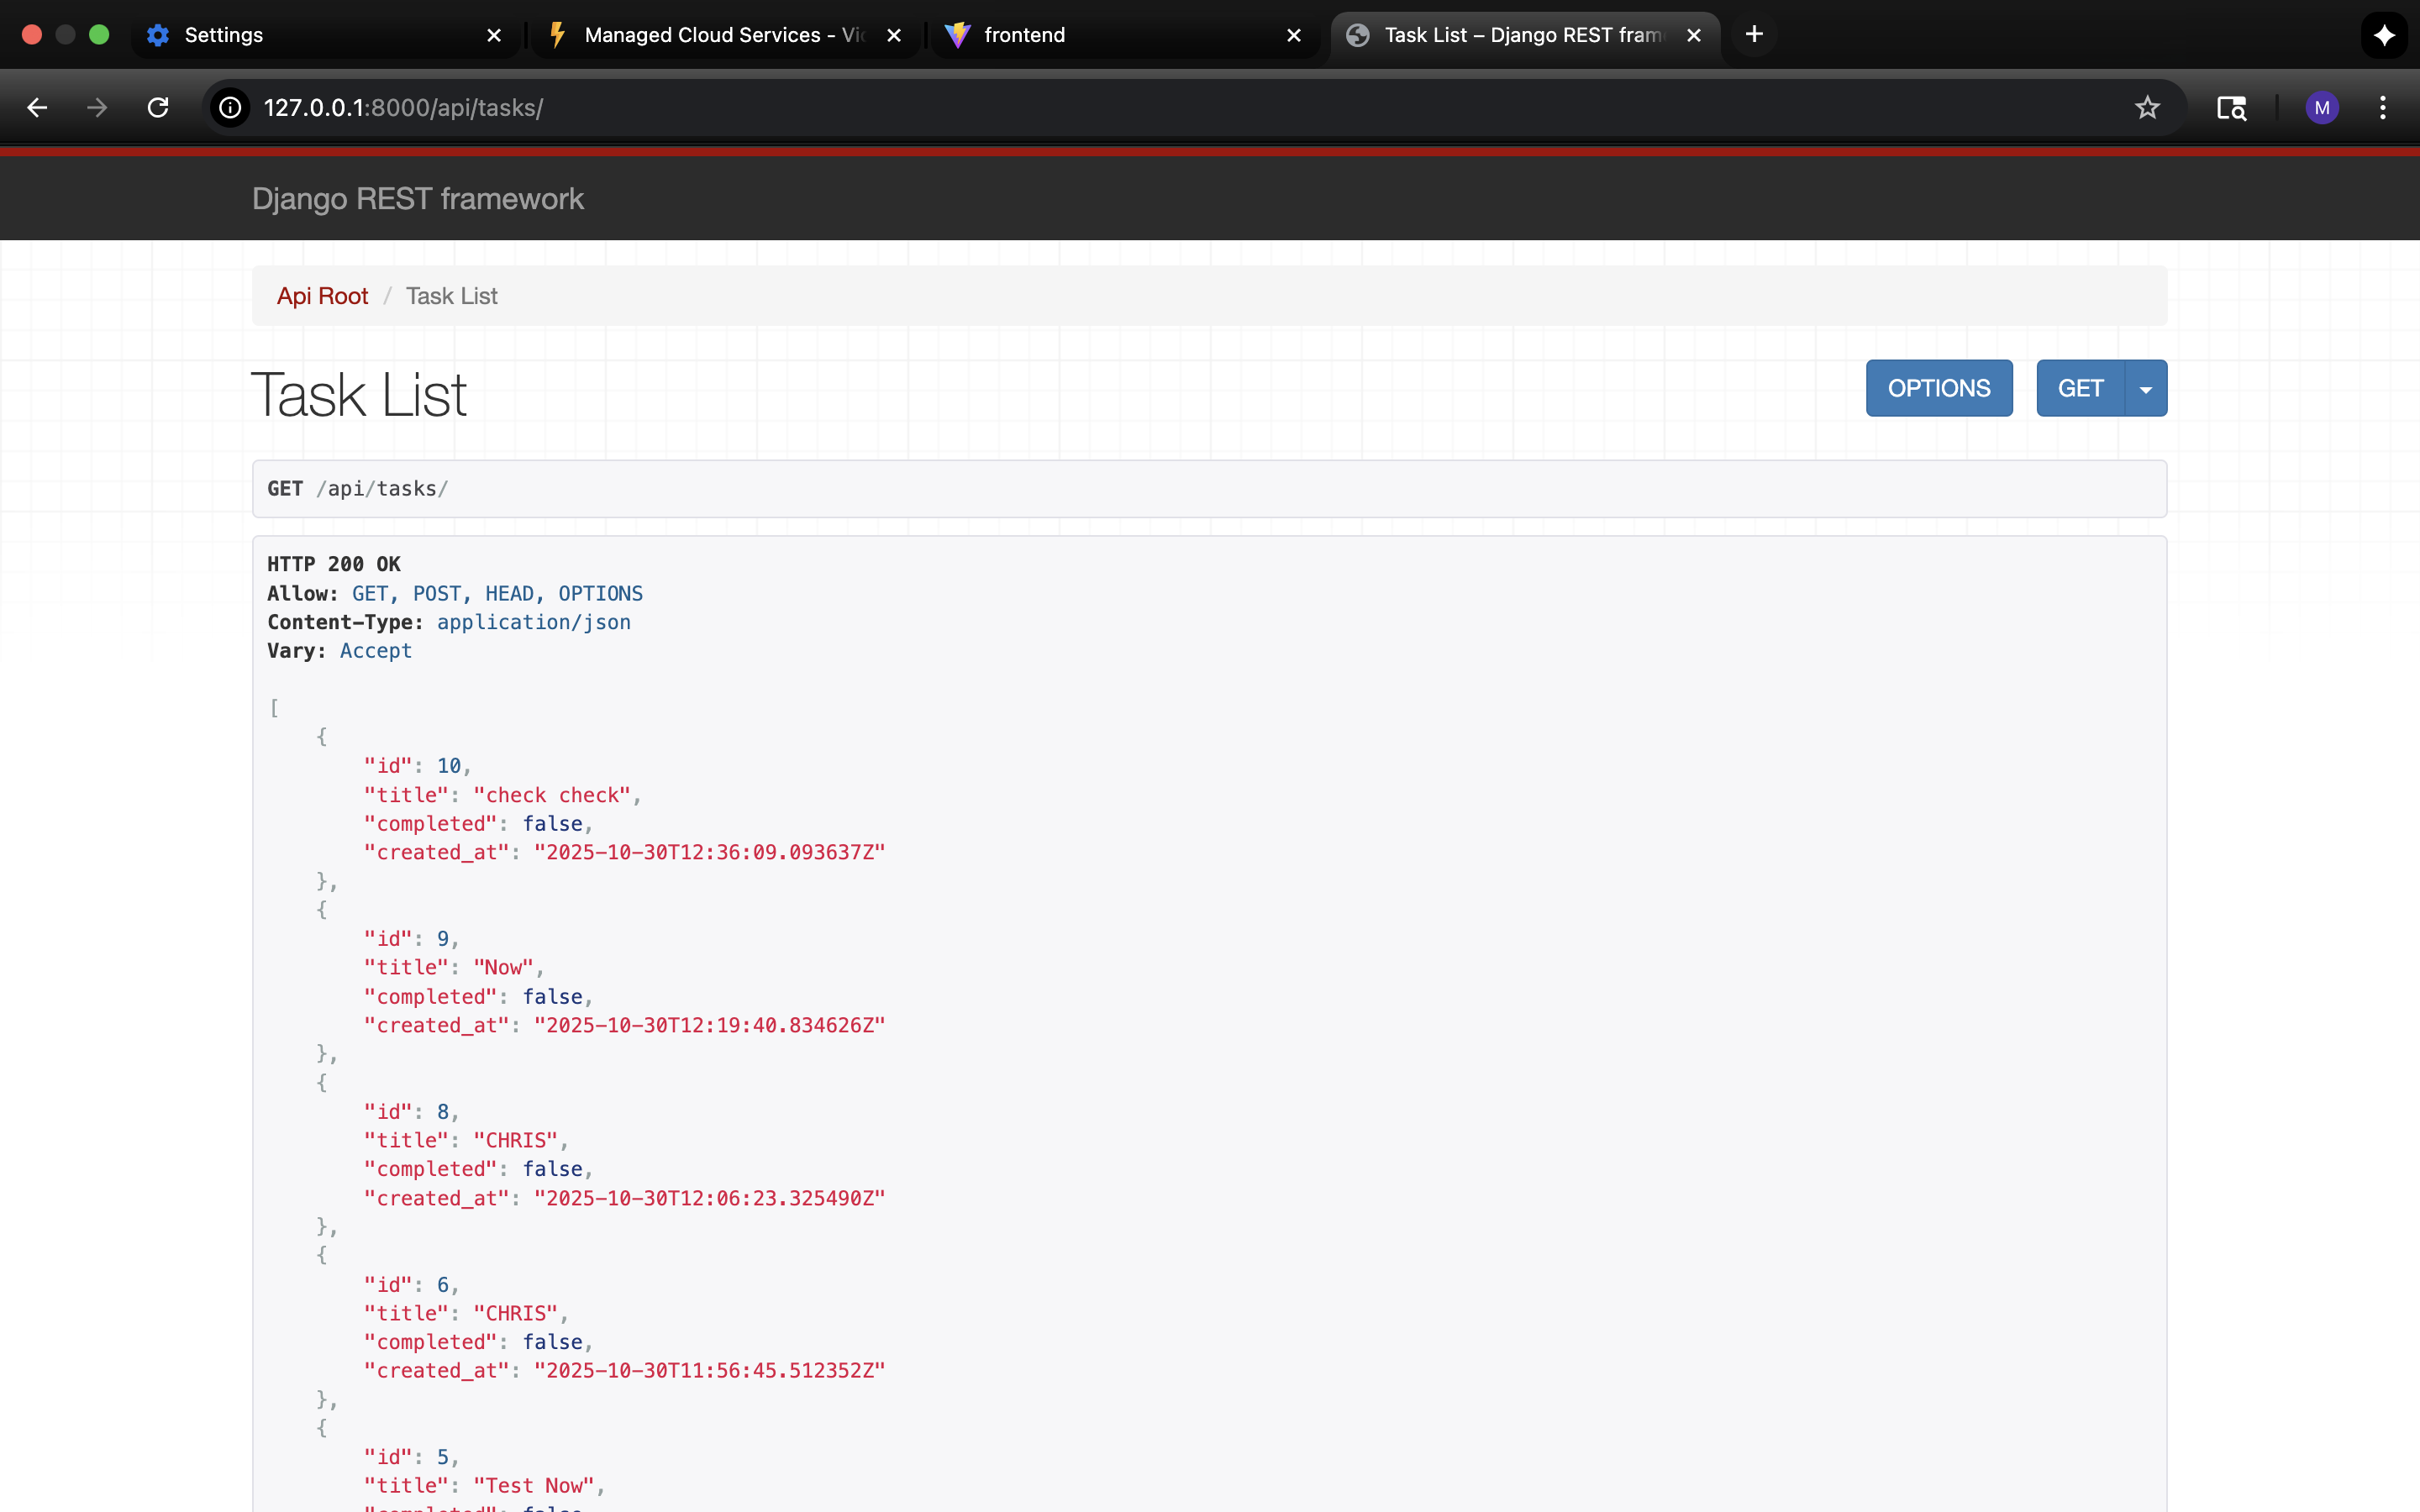 Settings
Managed Cloud Services - Vi
frontend
Task List – Django REST fram
127.0.0.1:8000/api/tasks/
M
Django REST framework
Api Root / Task List
Task List
OPTIONS
GET
GET /api/tasks/
HTTP 200 OK
Allow: GET, POST, HEAD, OPTIONS
Content-Type: application/json
Vary: Accept
[
{
"id": 10,
"title": "check check",
"completed": false,
"created_at": "2025-10-30T12:36:09.093637Z"
},
{
"id": 9,
"title": "Now",
"completed": false,
"created_at": "2025-10-30T12:19:40.834626Z"
},
{
"id": 8,
"title": "CHRIS",
"completed": false,
"created_at": "2025-10-30T12:06:23.325490Z"
},
{
"id": 6,
"title": "CHRIS",
"completed": false,
"created_at": "2025-10-30T11:56:45.512352Z"
},
{
"id": 5,
"title": "Test Now",
"completed": false